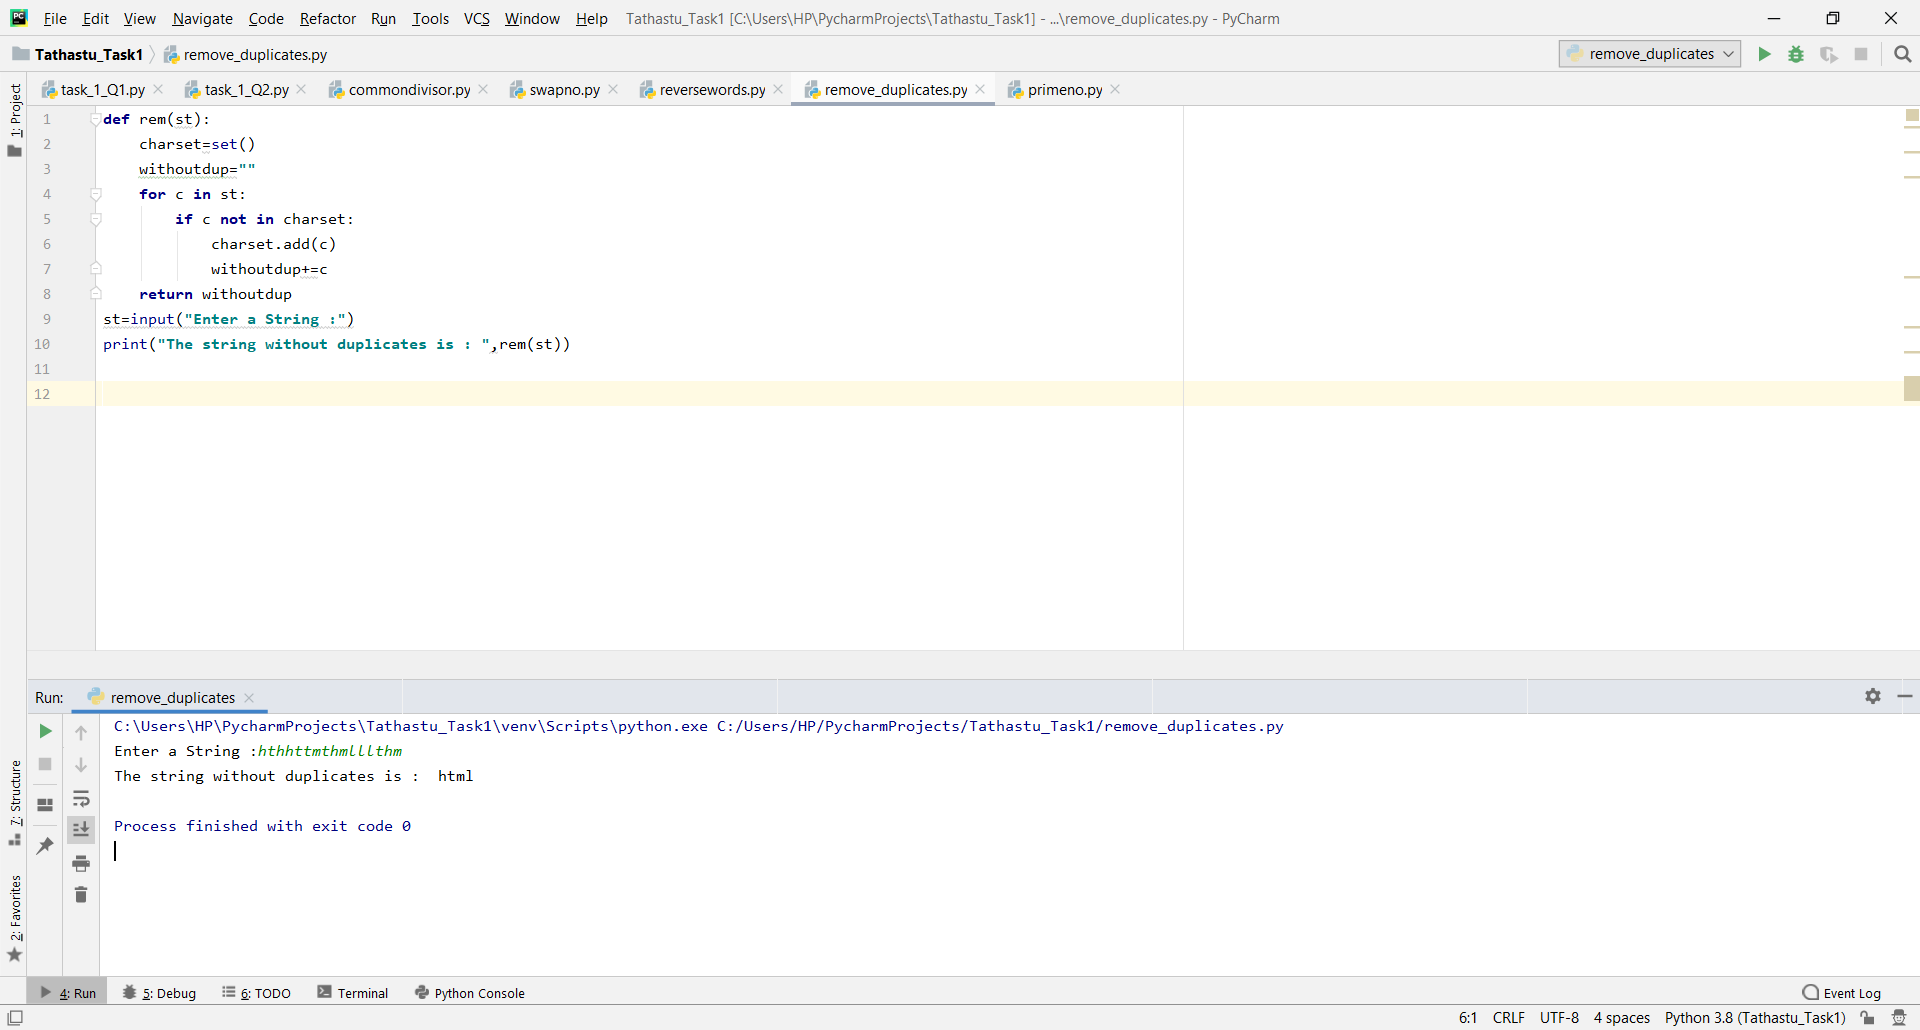 File Edit View Navigate Code Refactor Run Tools VCS Window Help Tathastu_Task1 [C:\Users\HP\PycharmProjects\Tathastu_Task1] - ...\remove_duplicates.py - PyCharm
Tathastu_Task1 remove_duplicates.py remove_duplicates
task_1_Q1.py task_1_Q2.py commondivisor.py swapno.py reversewords.py remove_duplicates.py primeno.py
1: Project
1 def rem(st):
2     charset=set()
3     withoutdup=""
4     for c in st:
5         if c not in charset:
6             charset.add(c)
7             withoutdup+=c
8     return withoutdup
9 st=input("Enter a String :")
10 print("The string without duplicates is : ",rem(st))
11
12
Run: remove_duplicates
C:\Users\HP\PycharmProjects\Tathastu_Task1\venv\Scripts\python.exe C:/Users/HP/PycharmProjects/Tathastu_Task1/remove_duplicates.py
Enter a String :hthhttmthmlllthm
The string without duplicates is :  html
Process finished with exit code 0
7: Structure
2: Favorites
4: Run 5: Debug 6: TODO Terminal Python Console Event Log
6:1 CRLF UTF-8 4 spaces Python 3.8 (Tathastu_Task1)